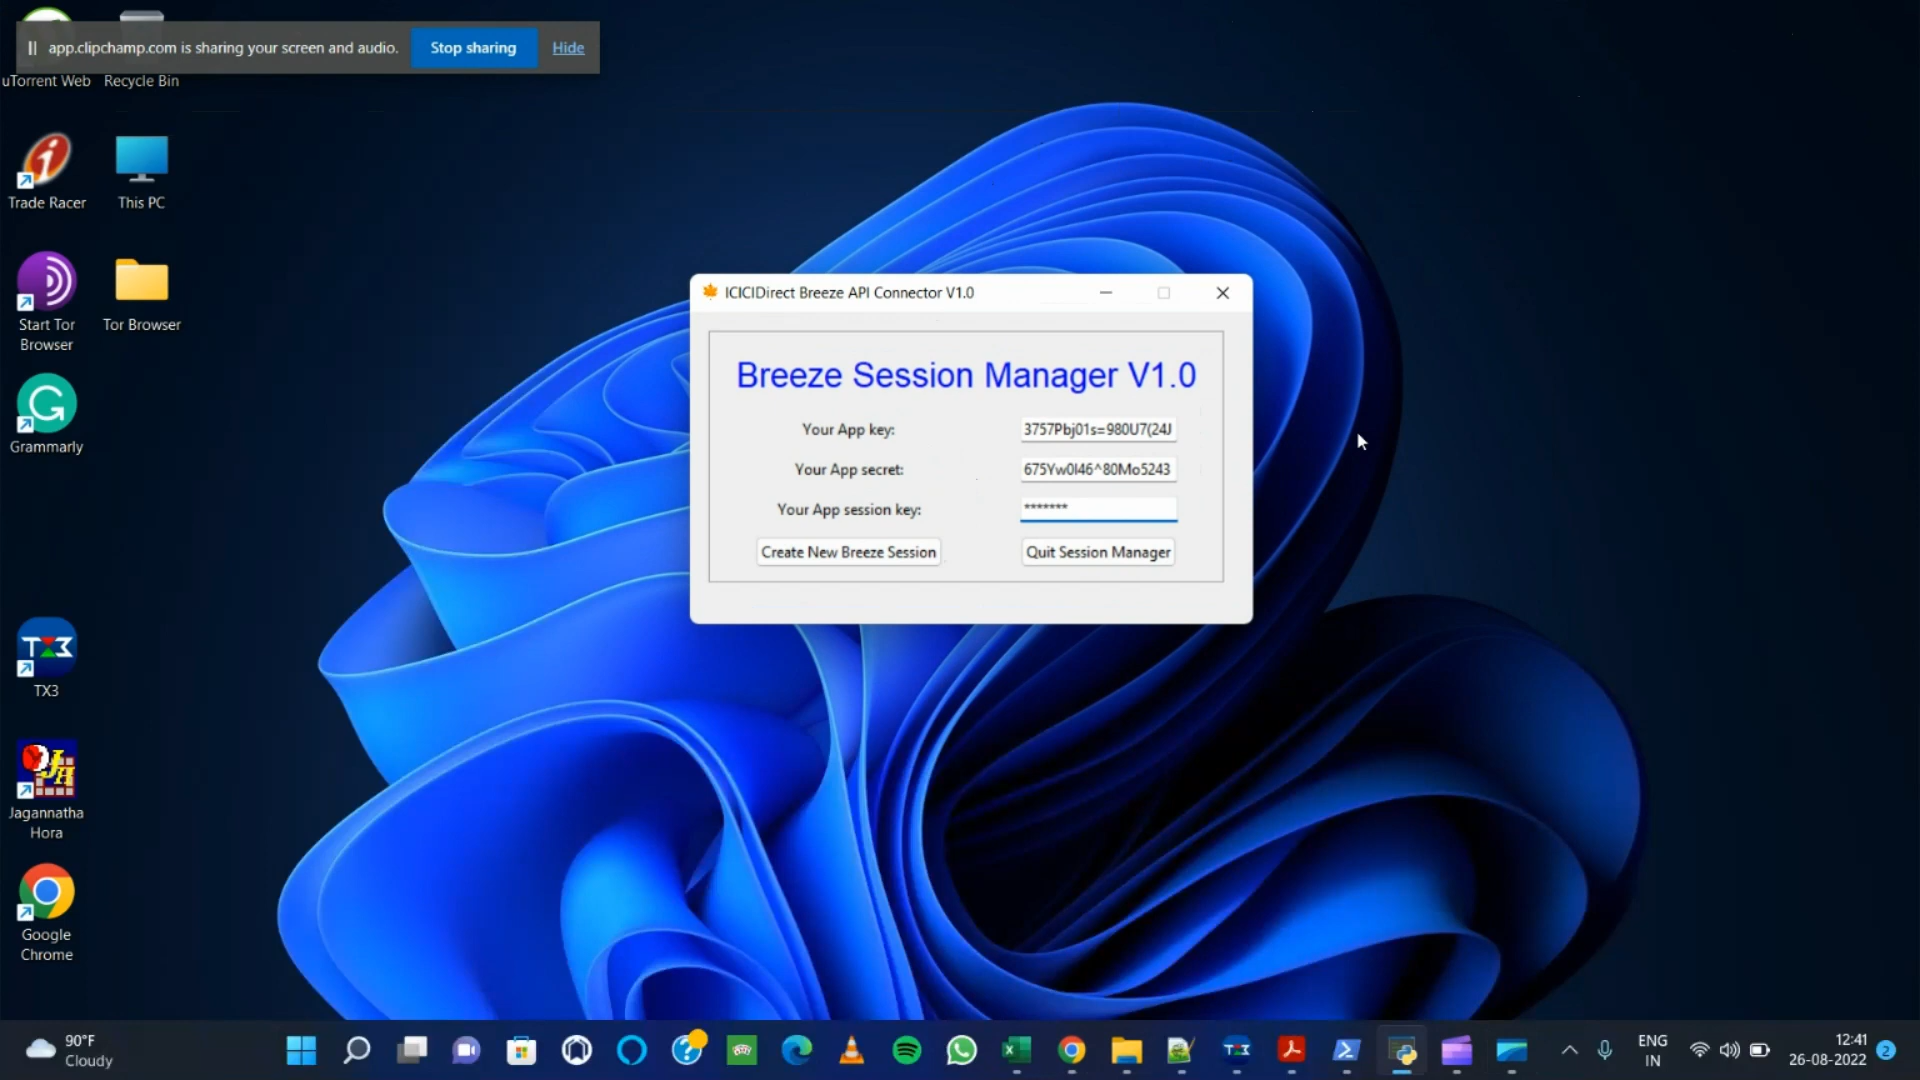 app.clipchamp.com is sharing your screen and audio.
Stop sharing
Hide
uTorrent Web
Recycle Bin
Trade Racer
This PC
Start Tor
Browser
Tor Browser
Grammarly
TX3
Jagannatha
Hora
Google
Chrome
ICICIDirect Breeze API Connector V1.0
Breeze Session Manager V1.0
Your App key:
3757Pbj01s=980U7(24J
Your App secret:
675Yw0I46^80Mo5243
Your App session key:
*******
Create New Breeze Session
Quit Session Manager
90°F
Cloudy
ENG
IN
12:41
26-08-2022
2